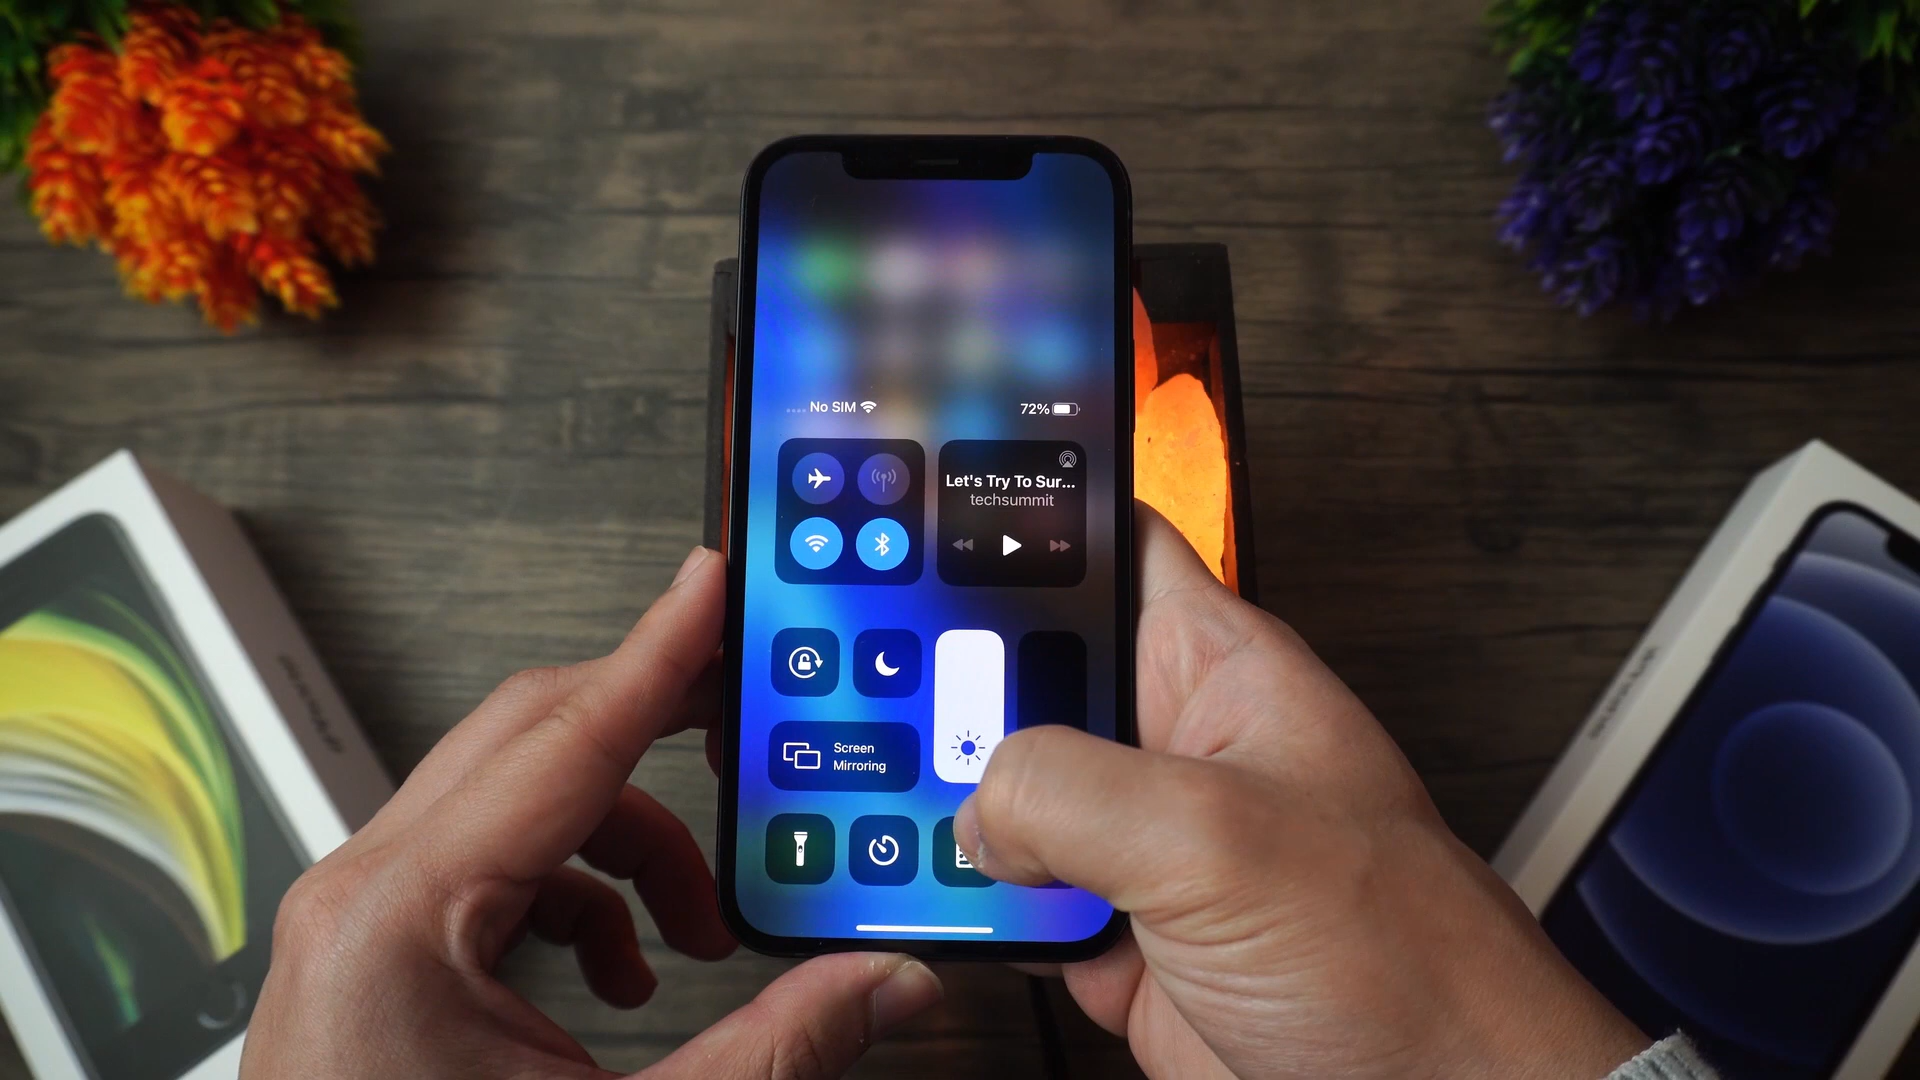 No SIM
72%
Let's Try To Sur...
techsummit
Screen
Mirroring